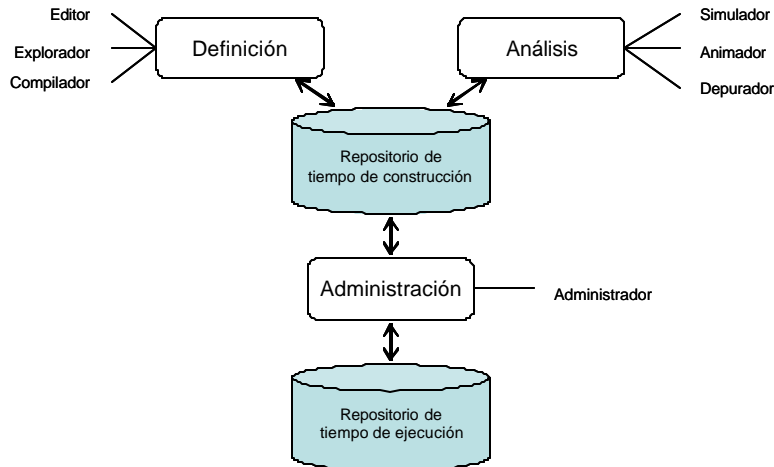 Editor
Explorador
Compilador
Definición
Análisis
Simulador
Animador
Depurador
Repositorio de
tiempo de construcción
Administración
Administrador
Repositorio de
tiempo de ejecución